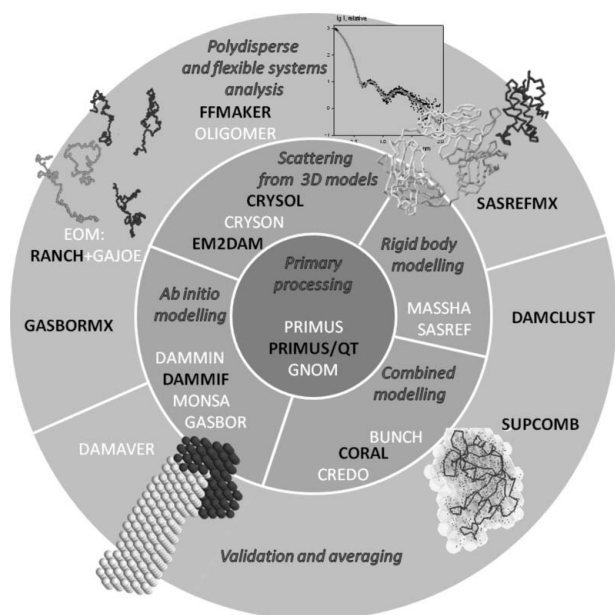 lg I, relative
Polydisperse
and flexible systems
analysis
FFMAKER
OLIGOMER
Scattering
from 3D models
CRYSOL
CRYSON
EM2DAM
SASREFMX
EOM:
RANCH+GAJOE
Rigid body
modelling
MASSHA
SASREF
Primary
processing
PRIMUS
PRIMUS/QT
GNOM
Ab initio
modelling
DAMMIN
DAMMIF
MONSA
GASBOR
GASBORMX
DAMCLUST
Combined
modelling
BUNCH
CORAL
CREDO
SUPCOMB
DAMAVER
Validation and averaging